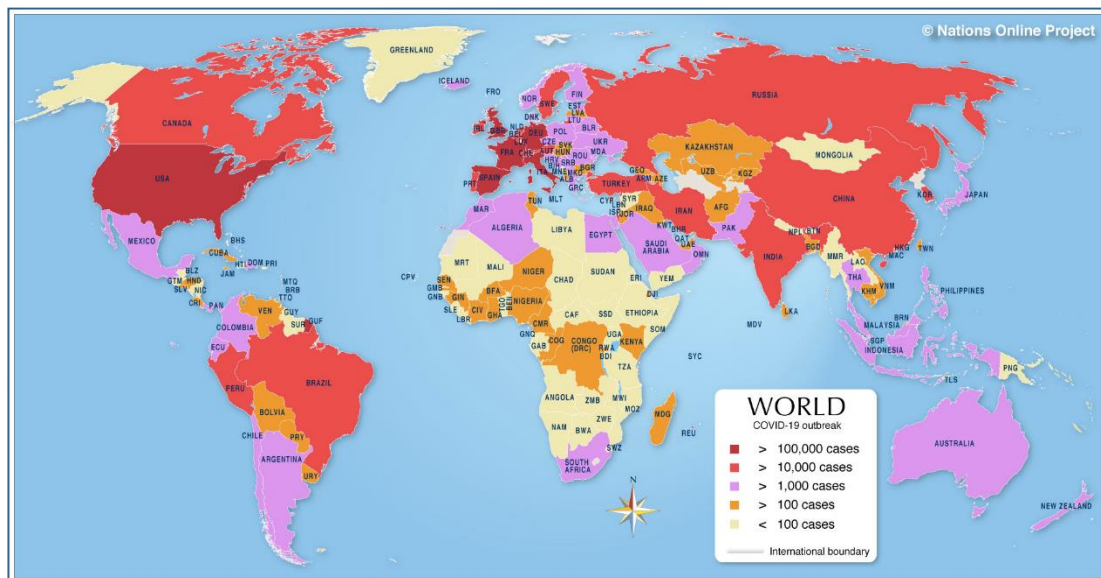 © Nations Online Project
GREENLAND
ICELAND
FRO
NOR
SWE
FIN
EST
LVA
LTU
DNK
RUSSIA
CANADA
IRL
GBR
NLD
BEL
LUX
DEU
POL
BLR
CZE
UKR
SVK
FRA
CHE
AUT
HUN
MDA
HRV
ROU
BIH
SRB
KAZAKHSTAN
MONGOLIA
USA
PRT
SPAIN
ITA
MNE
MKD
BGR
ALB
GRC
GEO
ARM
AZE
UZB
KGZ
TURKEY
MLT
CYP
LBN
SYR
ISR
JOR
IRAQ
IRAN
AFG
CHINA
KOR
JAPAN
TUN
MAR
ALGERIA
LIBYA
EGYPT
KWT
BHR
QAT
UAE
SAUDI
ARABIA
OMN
PAK
NPL
BTN
BGD
INDIA
MMR
LAO
THA
VNM
KHM
HKG
MAC
TWN
PHILIPPINES
MEXICO
BHS
CUBA
HTI
DOM
PRI
JAM
BLZ
GTM
HND
SLV
NIC
CRI
PAN
MTQ
BRB
TTO
VEN
GUY
SUR
GUF
COLOMBIA
ECU
PERU
BRAZIL
BOLVIA
PRY
CHILE
ARGENTINA
URY
CPV
MRT
MALI
NIGER
CHAD
SUDAN
ERI
YEM
DJI
SEN
GMB
GNB
GIN
SLE
LBR
CIV
BFA
GHA
TGO
BEN
NIGERIA
CMR
CAF
SSD
ETHIOPIA
SOM
GNQ
GAB
COG
CONGO
(DRC)
UGA
KENYA
RWA
BDI
TZA
SYC
MDV
LKA
ANGOLA
ZMB
MWI
MOZ
ZWE
NAM
BWA
SWZ
SOUTH
AFRICA
MDG
REU
BRN
MALAYSIA
SGP
INDONESIA
TLS
PNG
AUSTRALIA
NEW ZEALAND
N
WORLD
COVID-19 outbreak
> 100,000 cases
> 10,000 cases
> 1,000 cases
> 100 cases
< 100 cases
International boundary